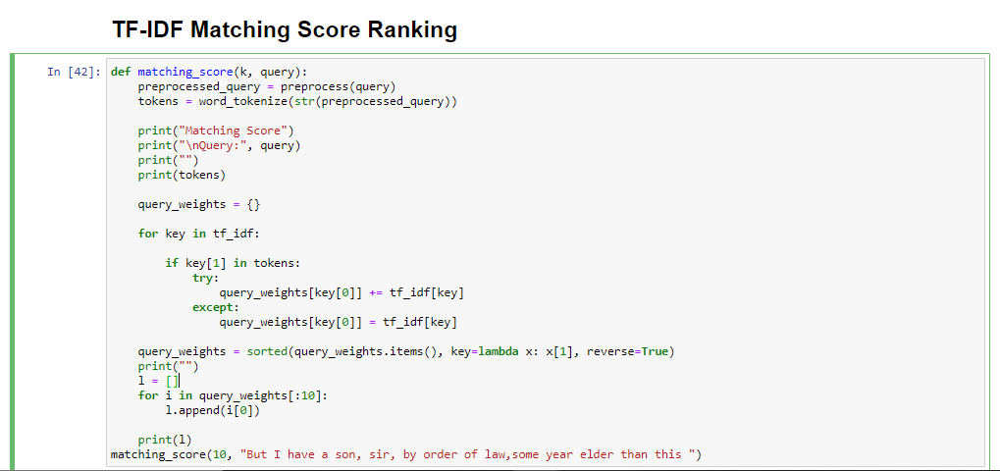 TF-IDF Matching Score Ranking
In [42]: def matching_score(k, query):
    preprocessed_query = preprocess(query)
    tokens = word_tokenize(str(preprocessed_query))
    print("Matching Score")
    print("\nQuery:", query)
    print("")
    print(tokens)
    query_weights = {}
    for key in tf_idf:
        if key[1] in tokens:
            try:
                query_weights[key[0]] += tf_idf[key]
            except:
                query_weights[key[0]] = tf_idf[key]
    query_weights = sorted(query_weights.items(), key=lambda x: x[1], reverse=True)
    print("")
    l = []
    for i in query_weights[:10]:
        l.append(i[0])
    print(l)
matching_score(10, "But I have a son, sir, by order of law,some year elder than this ")